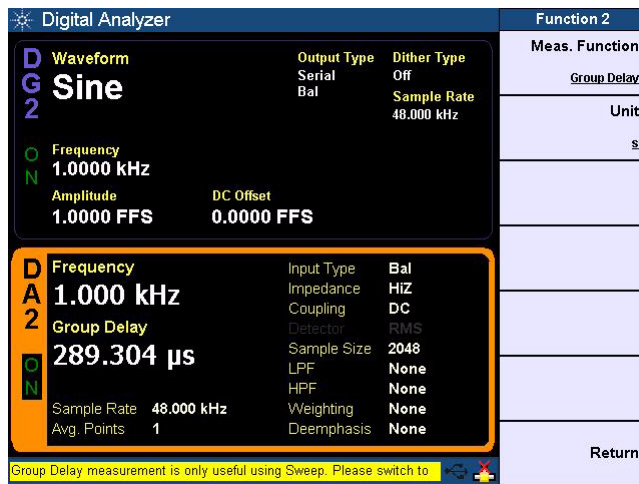 Digital Analyzer
Function 2
DG2
ON
Waveform
Sine
Output Type
Serial
Bal
Dither Type
Off
Sample Rate
48.000 kHz
Frequency
1.0000 kHz
Amplitude
1.0000 FFS
DC Offset
0.0000 FFS
DA2
ON
Frequency
1.000 kHz
Group Delay
289.304 µs
Sample Rate 48.000 kHz
Avg. Points 1
Input Type Bal
Impedance HiZ
Coupling DC
Detector RMS
Sample Size 2048
LPF None
HPF None
Weighting None
Deemphasis None
Group Delay measurement is only useful using Sweep. Please switch to
Meas. Function
Group Delay
Unit
s
Return